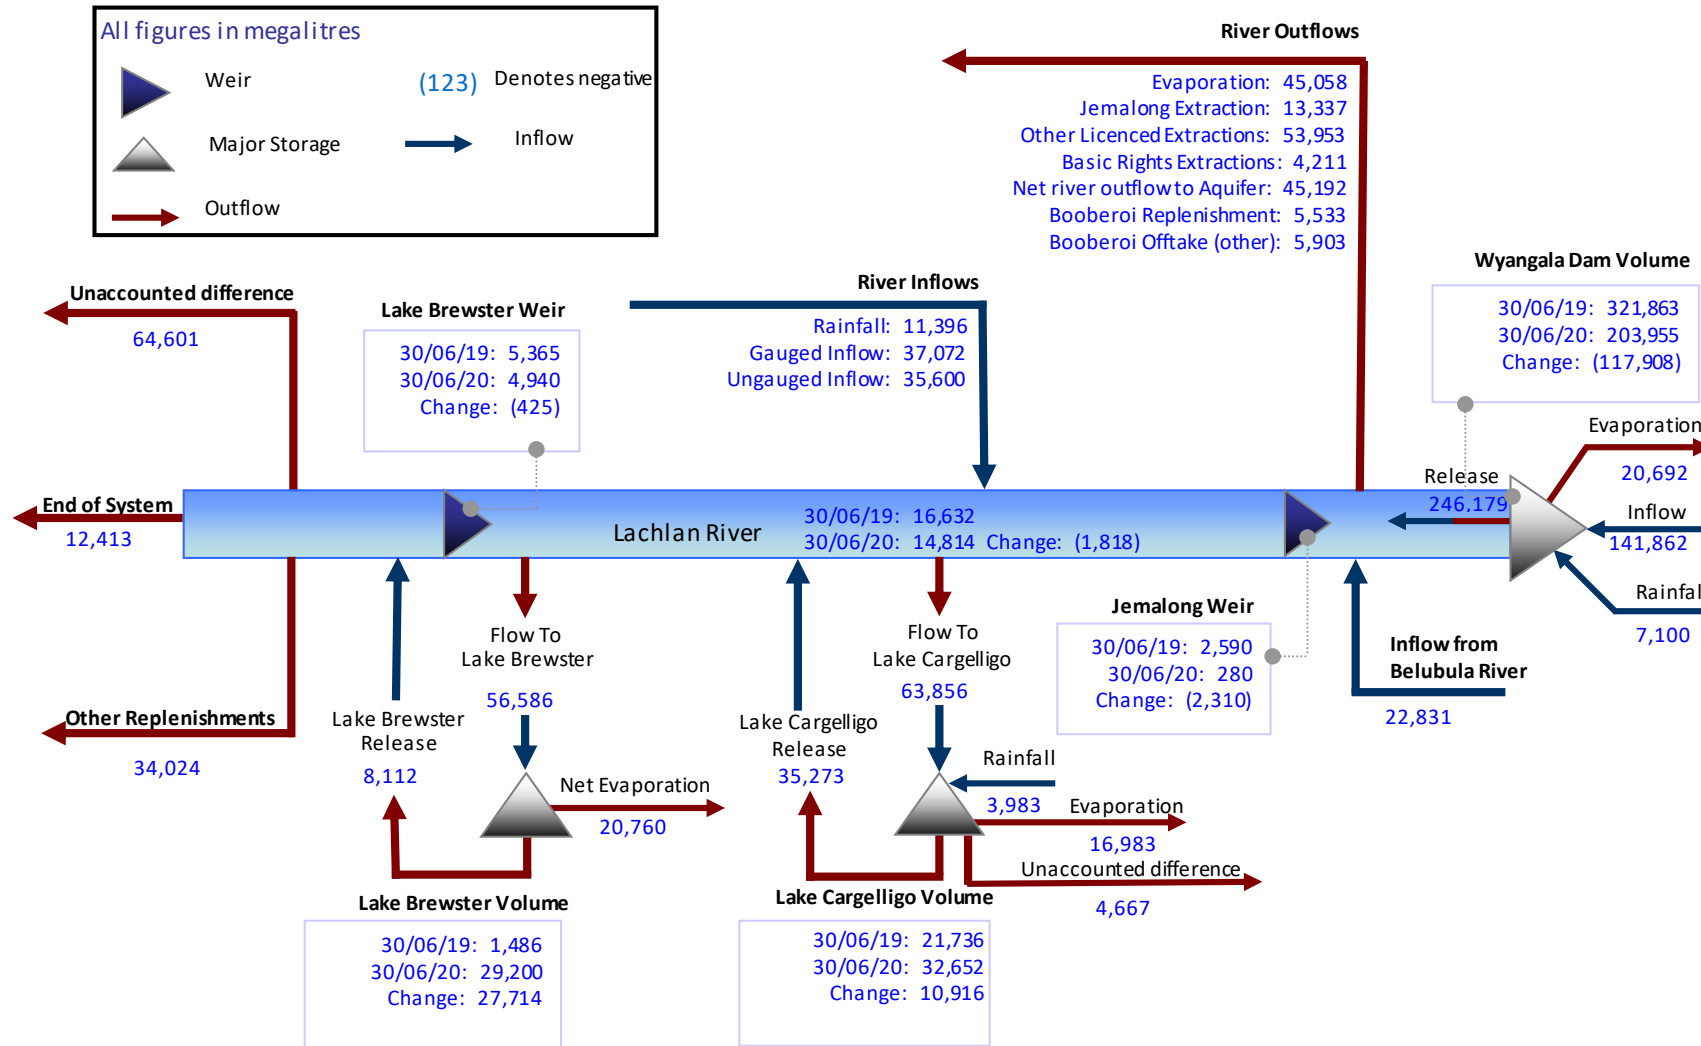 All figures in megalitres
Weir
(123) Denotes negative
Major Storage
Inflow
Outflow
River Outflows
Evaporation: 45,058
Jemalong Extraction: 13,337
Other Licenced Extractions: 53,953
Basic Rights Extractions: 4,211
Net river outflow to Aquifer: 45,192
Booberoi Replenishment: 5,533
Booberoi Offtake (other): 5,903
Wyangala Dam Volume
30/06/19: 321,863
30/06/20: 203,955
Change: (117,908)
River Inflows
Rainfall: 11,396
Gauged Inflow: 37,072
Ungauged Inflow: 35,600
Unaccounted difference
64,601
Lake Brewster Weir
30/06/19: 5,365
30/06/20: 4,940
Change: (425)
Evaporation
20,692
Release
246,179
Inflow
141,862
Rainfal
7,100
End of System
12,413
Lachlan River
30/06/19: 16,632
30/06/20: 14,814 Change: (1,818)
Jemalong Weir
30/06/19: 2,590
30/06/20: 280
Change: (2,310)
Inflow from
Belubula River
22,831
Flow To
Lake Brewster
56,586
Flow To
Lake Cargelligo
63,856
Other Replenishments
34,024
Lake Brewster
Release
8,112
Lake Cargelligo
Release
35,273
Net Evaporation
20,760
Rainfall
3,983
Evaporation
16,983
Unaccounted difference
4,667
Lake Brewster Volume
30/06/19: 1,486
30/06/20: 29,200
Change: 27,714
Lake Cargelligo Volume
30/06/19: 21,736
30/06/20: 32,652
Change: 10,916